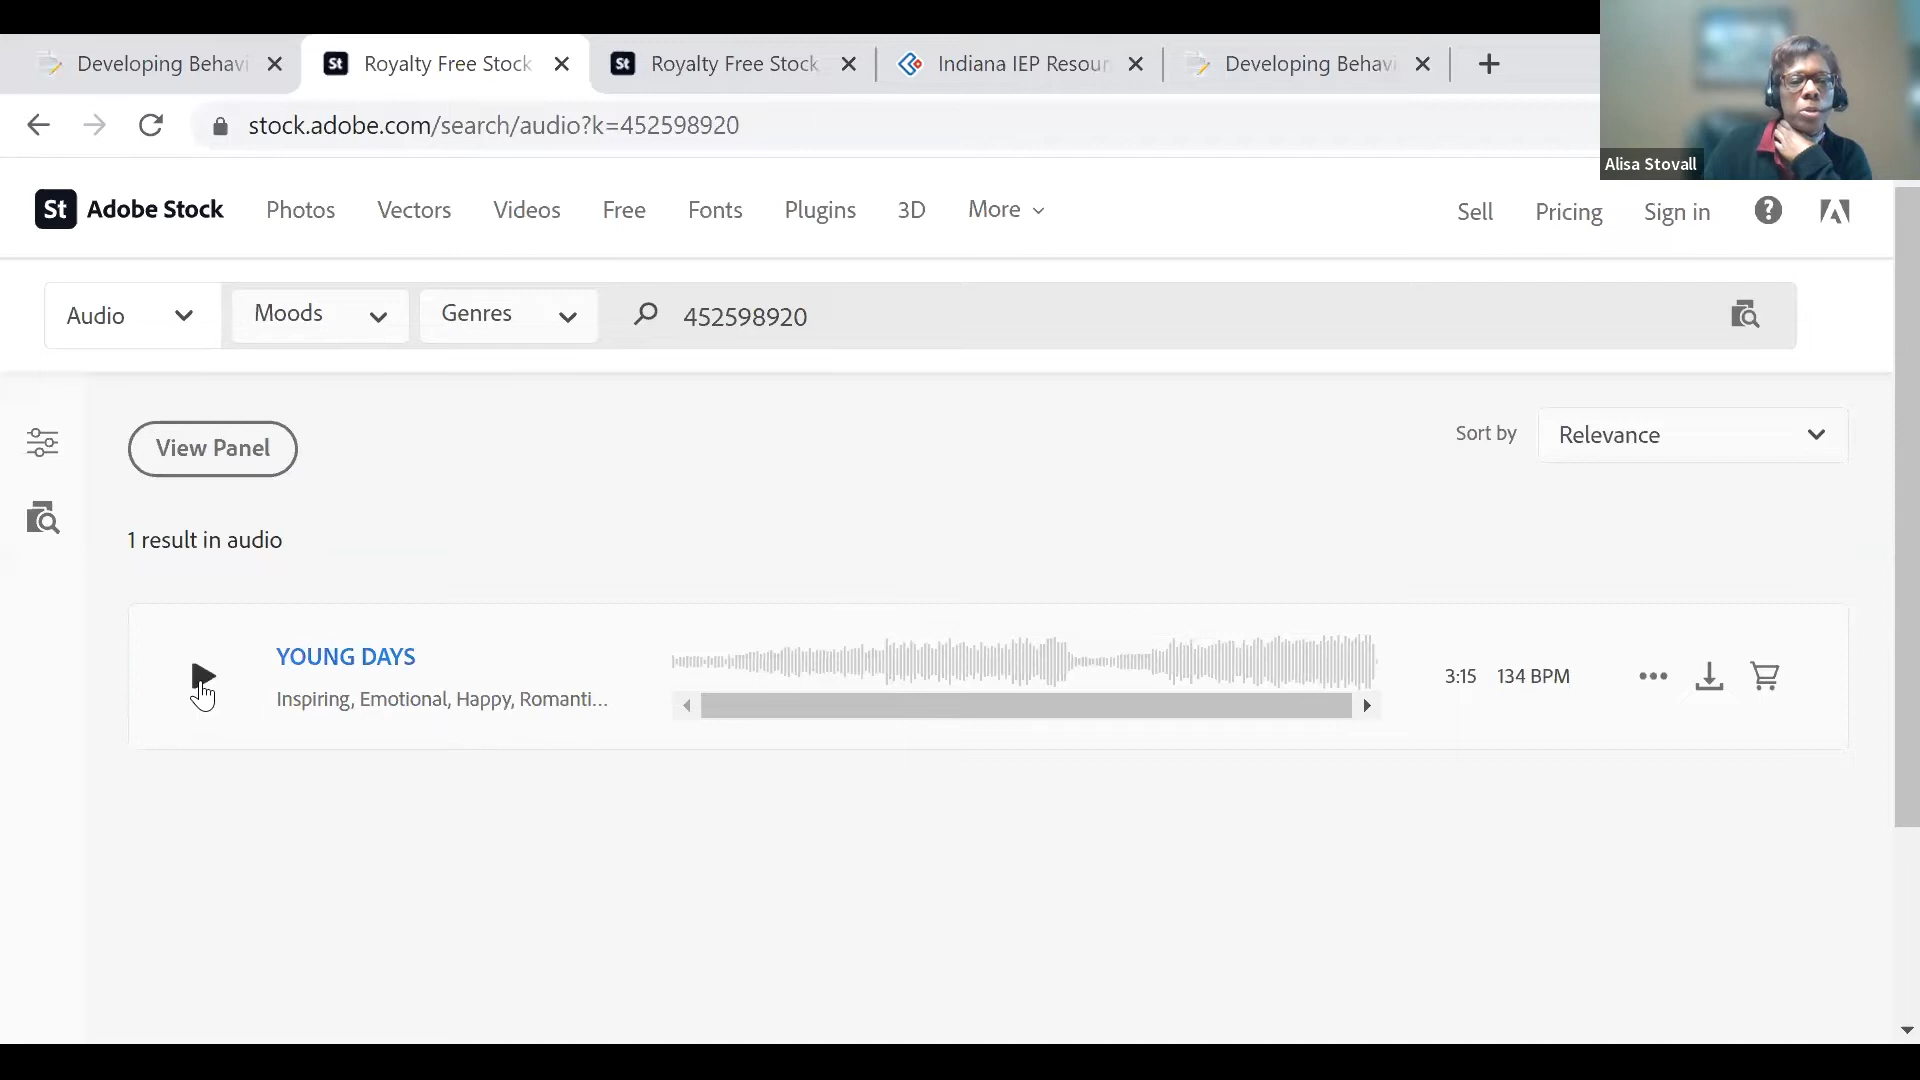 Developing Behavi
Royalty Free Stock
Royalty Free Stock
Indiana IEP Resour
Developing Behavi
stock.adobe.com/search/audio?k=452598920
Alisa Stovall
St Adobe Stock
Photos
Vectors
Videos
Free
Fonts
Plugins
3D
More
Sell
Pricing
Sign in
Audio
Moods
Genres
452598920
View Panel
Sort by
Relevance
1 result in audio
YOUNG DAYS
Inspiring, Emotional, Happy, Romanti...
3:15
134 BPM